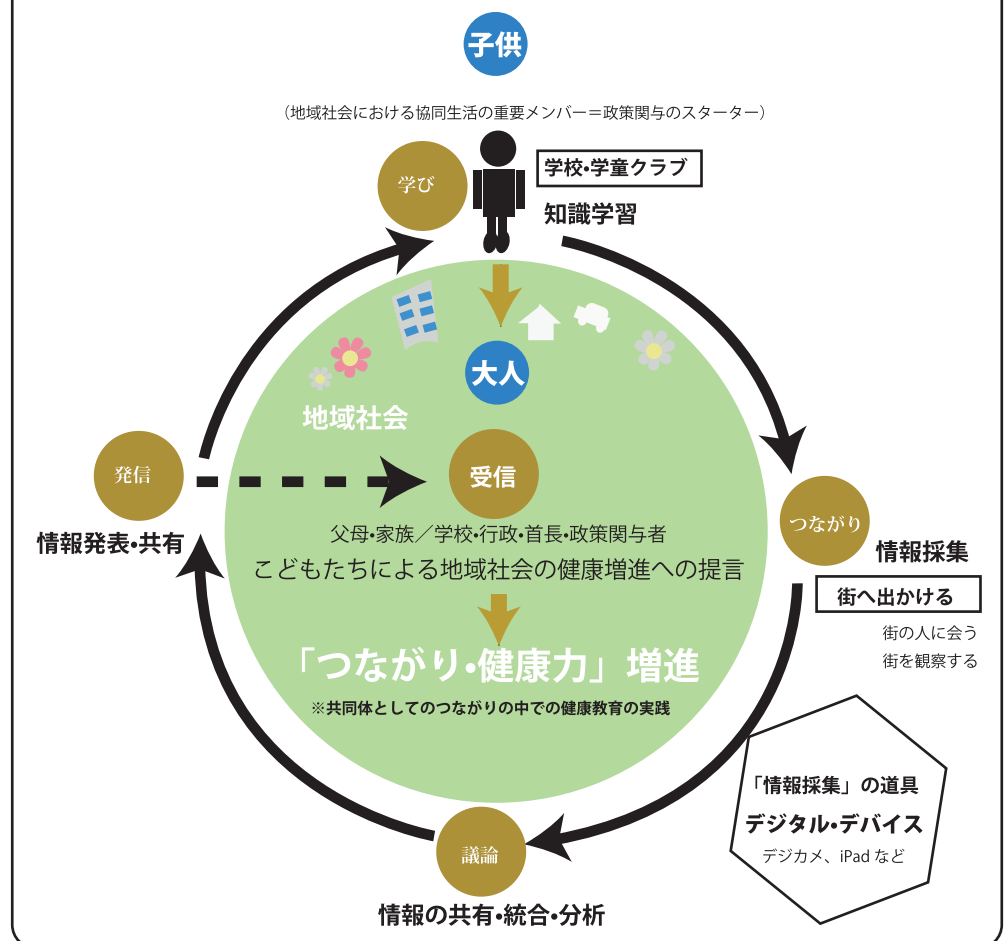 子供
（地域社会における協同生活の重要メンバー＝政策関与のスターター）
学び
学校•学童クラブ
知識学習
大人
地域社会
発信
情報発表•共有
受信
父母•家族／学校•行政•首長•政策関与者
こどもたちによる地域社会の健康増進への提言
「つながり•健康力」増進
※共同体としてのつながりの中での健康教育の実践
つながり
情報採集
街へ出かける
街の人に会う
街を観察する
「情報採集」の道具
デジタル•デバイス
デジカメ、iPad など
議論
情報の共有•統合•分析